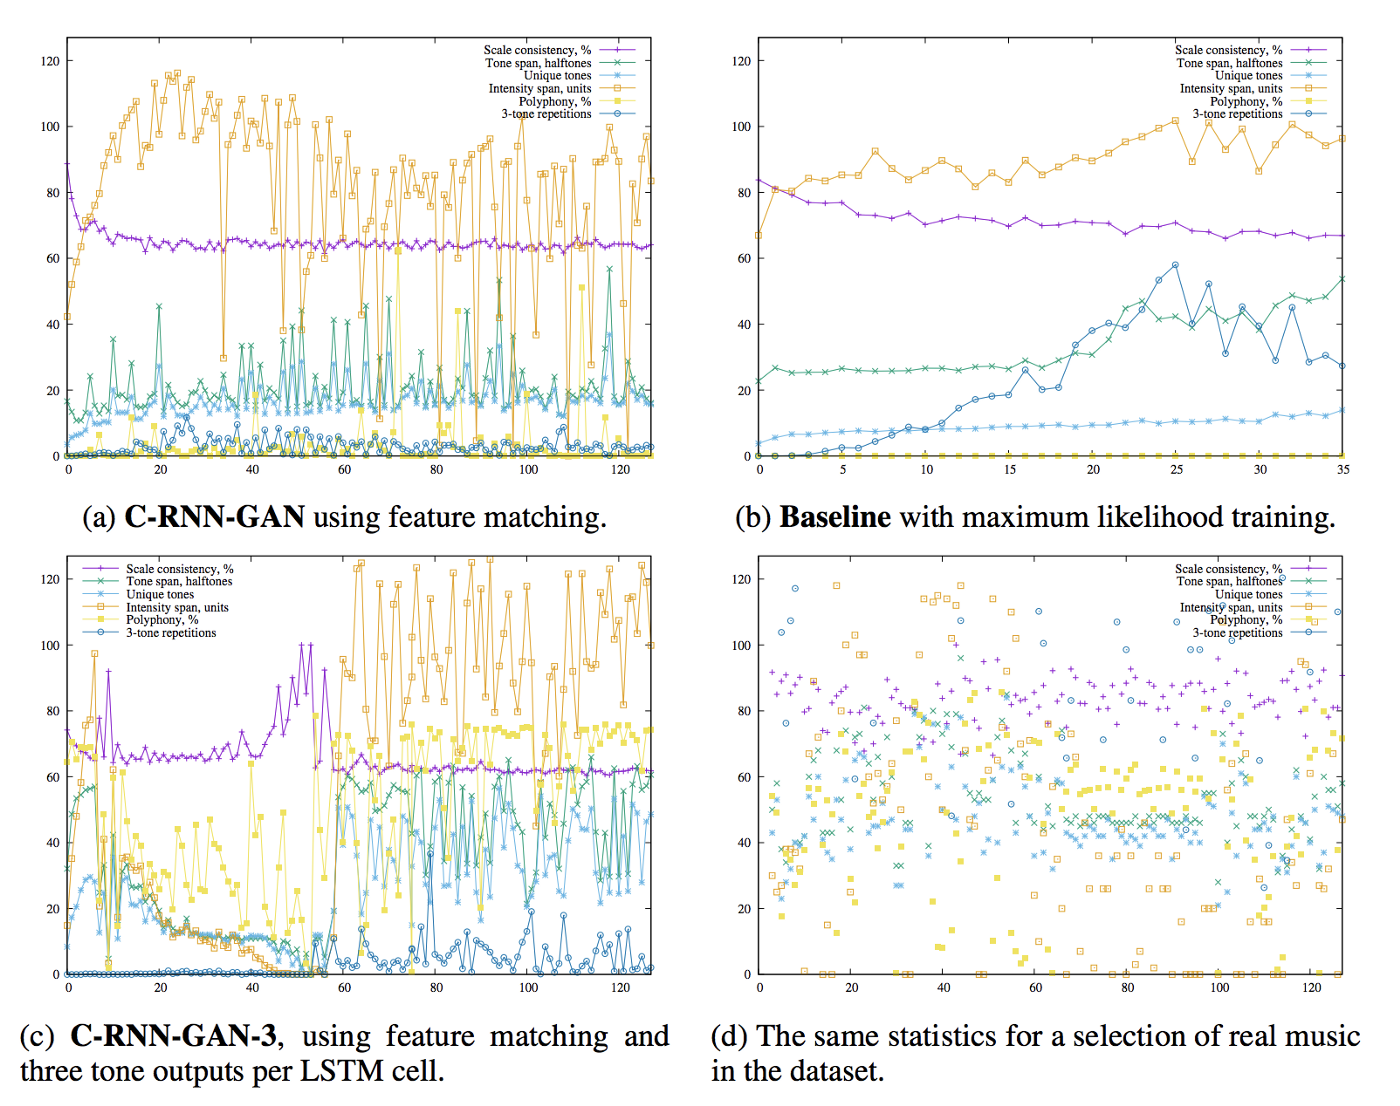 Scale consistency, %
Tone span, halftones
Unique tones
Intensity span, units
Polyphony, %
3-tone repetitions
120
100
80
60
40
20
0
0 20 40 60 80 100 120
(a) C-RNN-GAN using feature matching.
Scale consistency, %
Tone span, halftones
Unique tones
Intensity span, units
Polyphony, %
3-tone repetitions
120
100
80
60
40
20
0
0 5 10 15 20 25 30 35
(b) Baseline with maximum likelihood training.
Scale consistency, %
Tone span, halftones
Unique tones
Intensity span, units
Polyphony, %
3-tone repetitions
120
100
80
60
40
20
0
0 20 40 60 80 100 120
(c) C-RNN-GAN-3, using feature matching and
three tone outputs per LSTM cell.
Scale consistency, %
Tone span, halftones
Unique tones
Intensity span, units
Polyphony, %
3-tone repetitions
120
100
80
60
40
20
0
0 20 40 60 80 100 120
(d) The same statistics for a selection of real music
in the dataset.